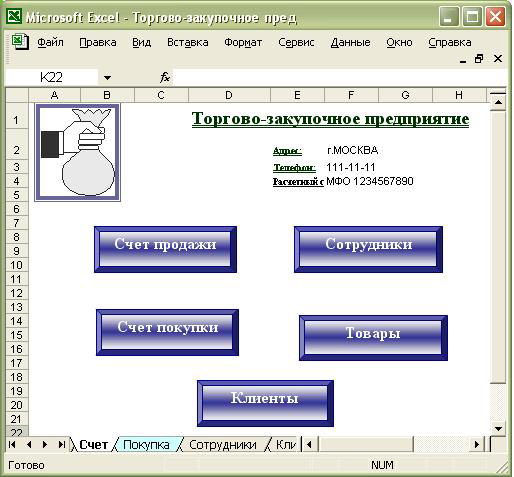 Microsoft Excel - Торгово-закупочное пред
Файл Правка Вид Вставка Формат Сервис Данные Окно Справка
K22 fx
A B C D E F G H
1 Торгово-закупочное предприятие
2 Адрес: г.МОСКВА
3 Телефон: 111-11-11
4 Расчетный с МФО 1234567890
5
6
7
8 Счет продажи Сотрудники
9
10
11
12
13
14
15 Счет покупки Товары
16
17
18
19
20 Клиенты
21
22
Счет Покупка Сотрудники Кли
Готово NUM